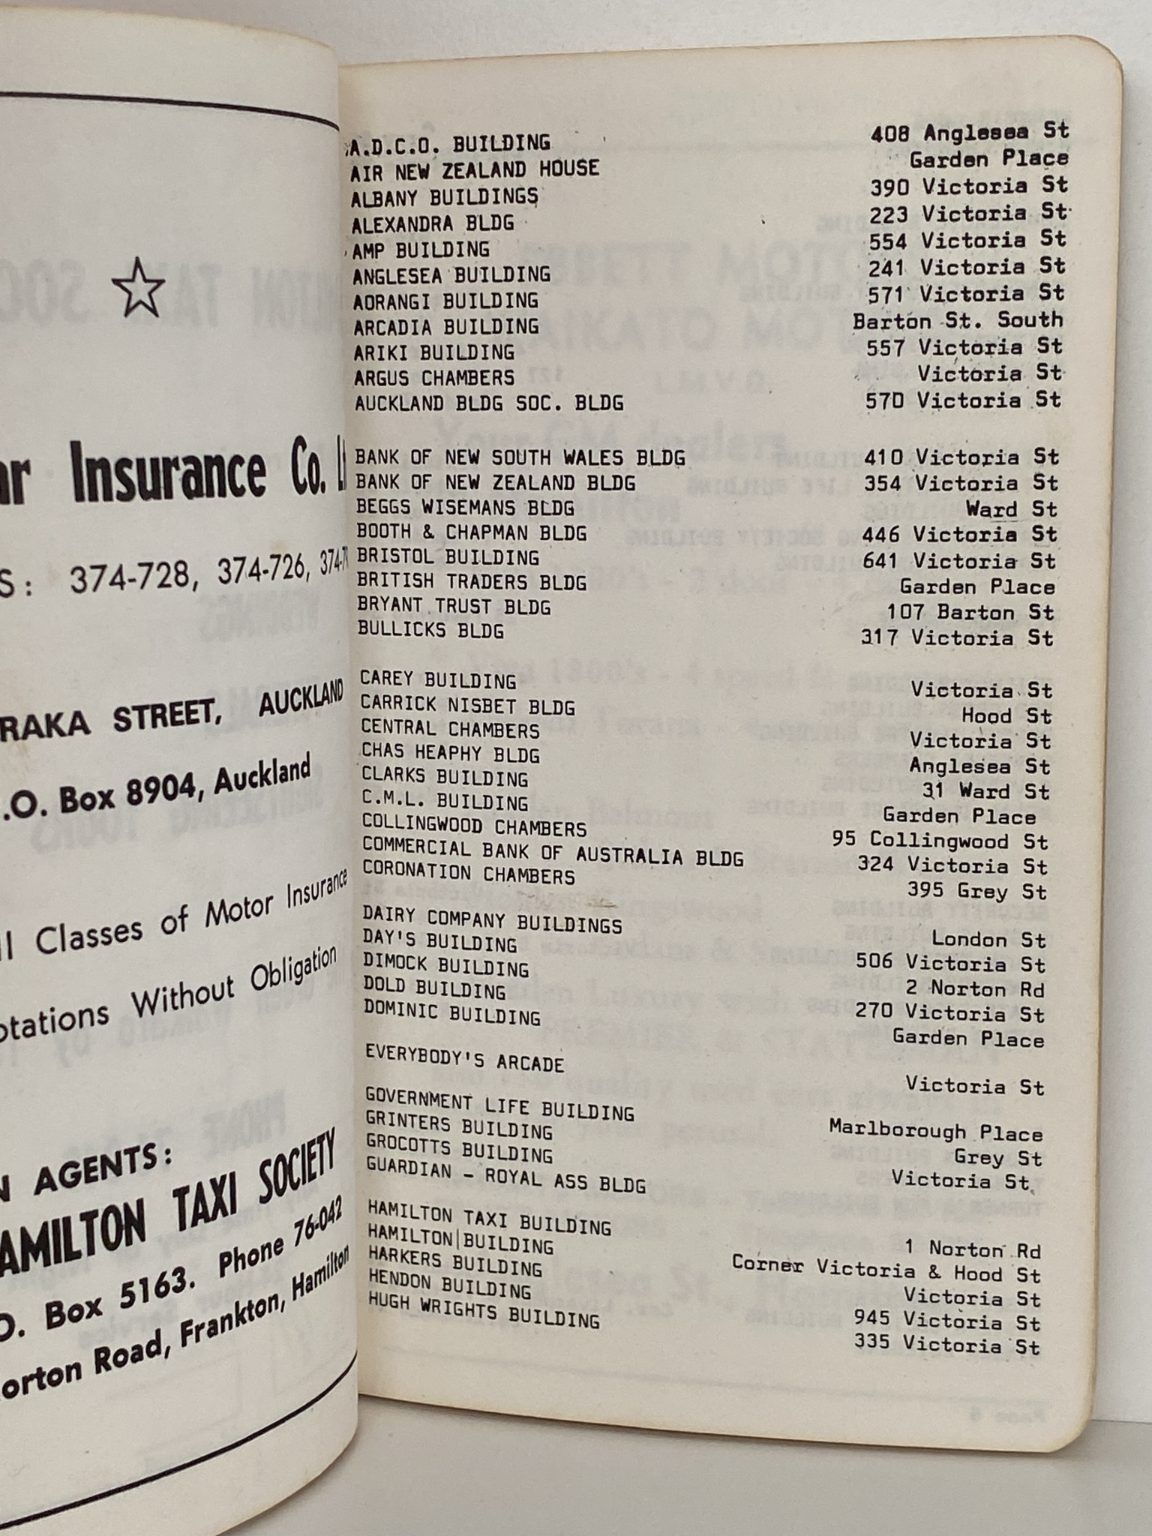 Insurance Co.
374-728, 374-726,
STREET, AUCKLAND
Box 8904, Auckland
Classes of Motor Insurance
Without Obligation
AGENTS:
TAXI SOCIETY
Box 5163. Phone 76-042
Road, Frankton, Hamilton
A.D.C.O. BUILDING 408 Anglesea St
AIR NEW ZEALAND HOUSE Garden Place
ALBANY BUILDINGS 390 Victoria St
ALEXANDRA BLDG 223 Victoria St
AMP BUILDING 554 Victoria St
ANGLESEA BUILDING 241 Victoria St
AORANGI BUILDING 571 Victoria St
ARCADIA BUILDING Barton St. South
ARIKI BUILDING 557 Victoria St
ARGUS CHAMBERS Victoria St
AUCKLAND BLDG SOC. BLDG 570 Victoria St
BANK OF NEW SOUTH WALES BLDG 410 Victoria St
BANK OF NEW ZEALAND BLDG 354 Victoria St
BEGGS WISEMANS BLDG Ward St
BOOTH & CHAPMAN BLDG 446 Victoria St
BRISTOL BUILDING 641 Victoria St
BRITISH TRADERS BLDG Garden Place
BRYANT TRUST BLDG 107 Barton St
BULLICKS BLDG 317 Victoria St
CAREY BUILDING Victoria St
CARRICK NISBET BLDG Hood St
CENTRAL CHAMBERS Victoria St
CHAS HEAPHY BLDG Anglesea St
CLARKS BUILDING 31 Ward St
C.M.L. BUILDING Garden Place
COLLINGWOOD CHAMBERS 95 Collingwood St
COMMERCIAL BANK OF AUSTRALIA BLDG 324 Victoria St
CORONATION CHAMBERS 395 Grey St
DAIRY COMPANY BUILDINGS London St
DAY'S BUILDING 506 Victoria St
DIMOCK BUILDING 2 Norton Rd
DOLD BUILDING 270 Victoria St
DOMINIC BUILDING Garden Place
EVERYBODY'S ARCADE Victoria St
GOVERNMENT LIFE BUILDING Marlborough Place
GRINTERS BUILDING Grey St
GROCOTTS BUILDING Victoria St
GUARDIAN - ROYAL ASS BLDG
HAMILTON TAXI BUILDING 1 Norton Rd
HAMILTON BUILDING Corner Victoria & Hood St
HARKERS BUILDING Victoria St
HENDON BUILDING 945 Victoria St
HUGH WRIGHTS BUILDING 335 Victoria St